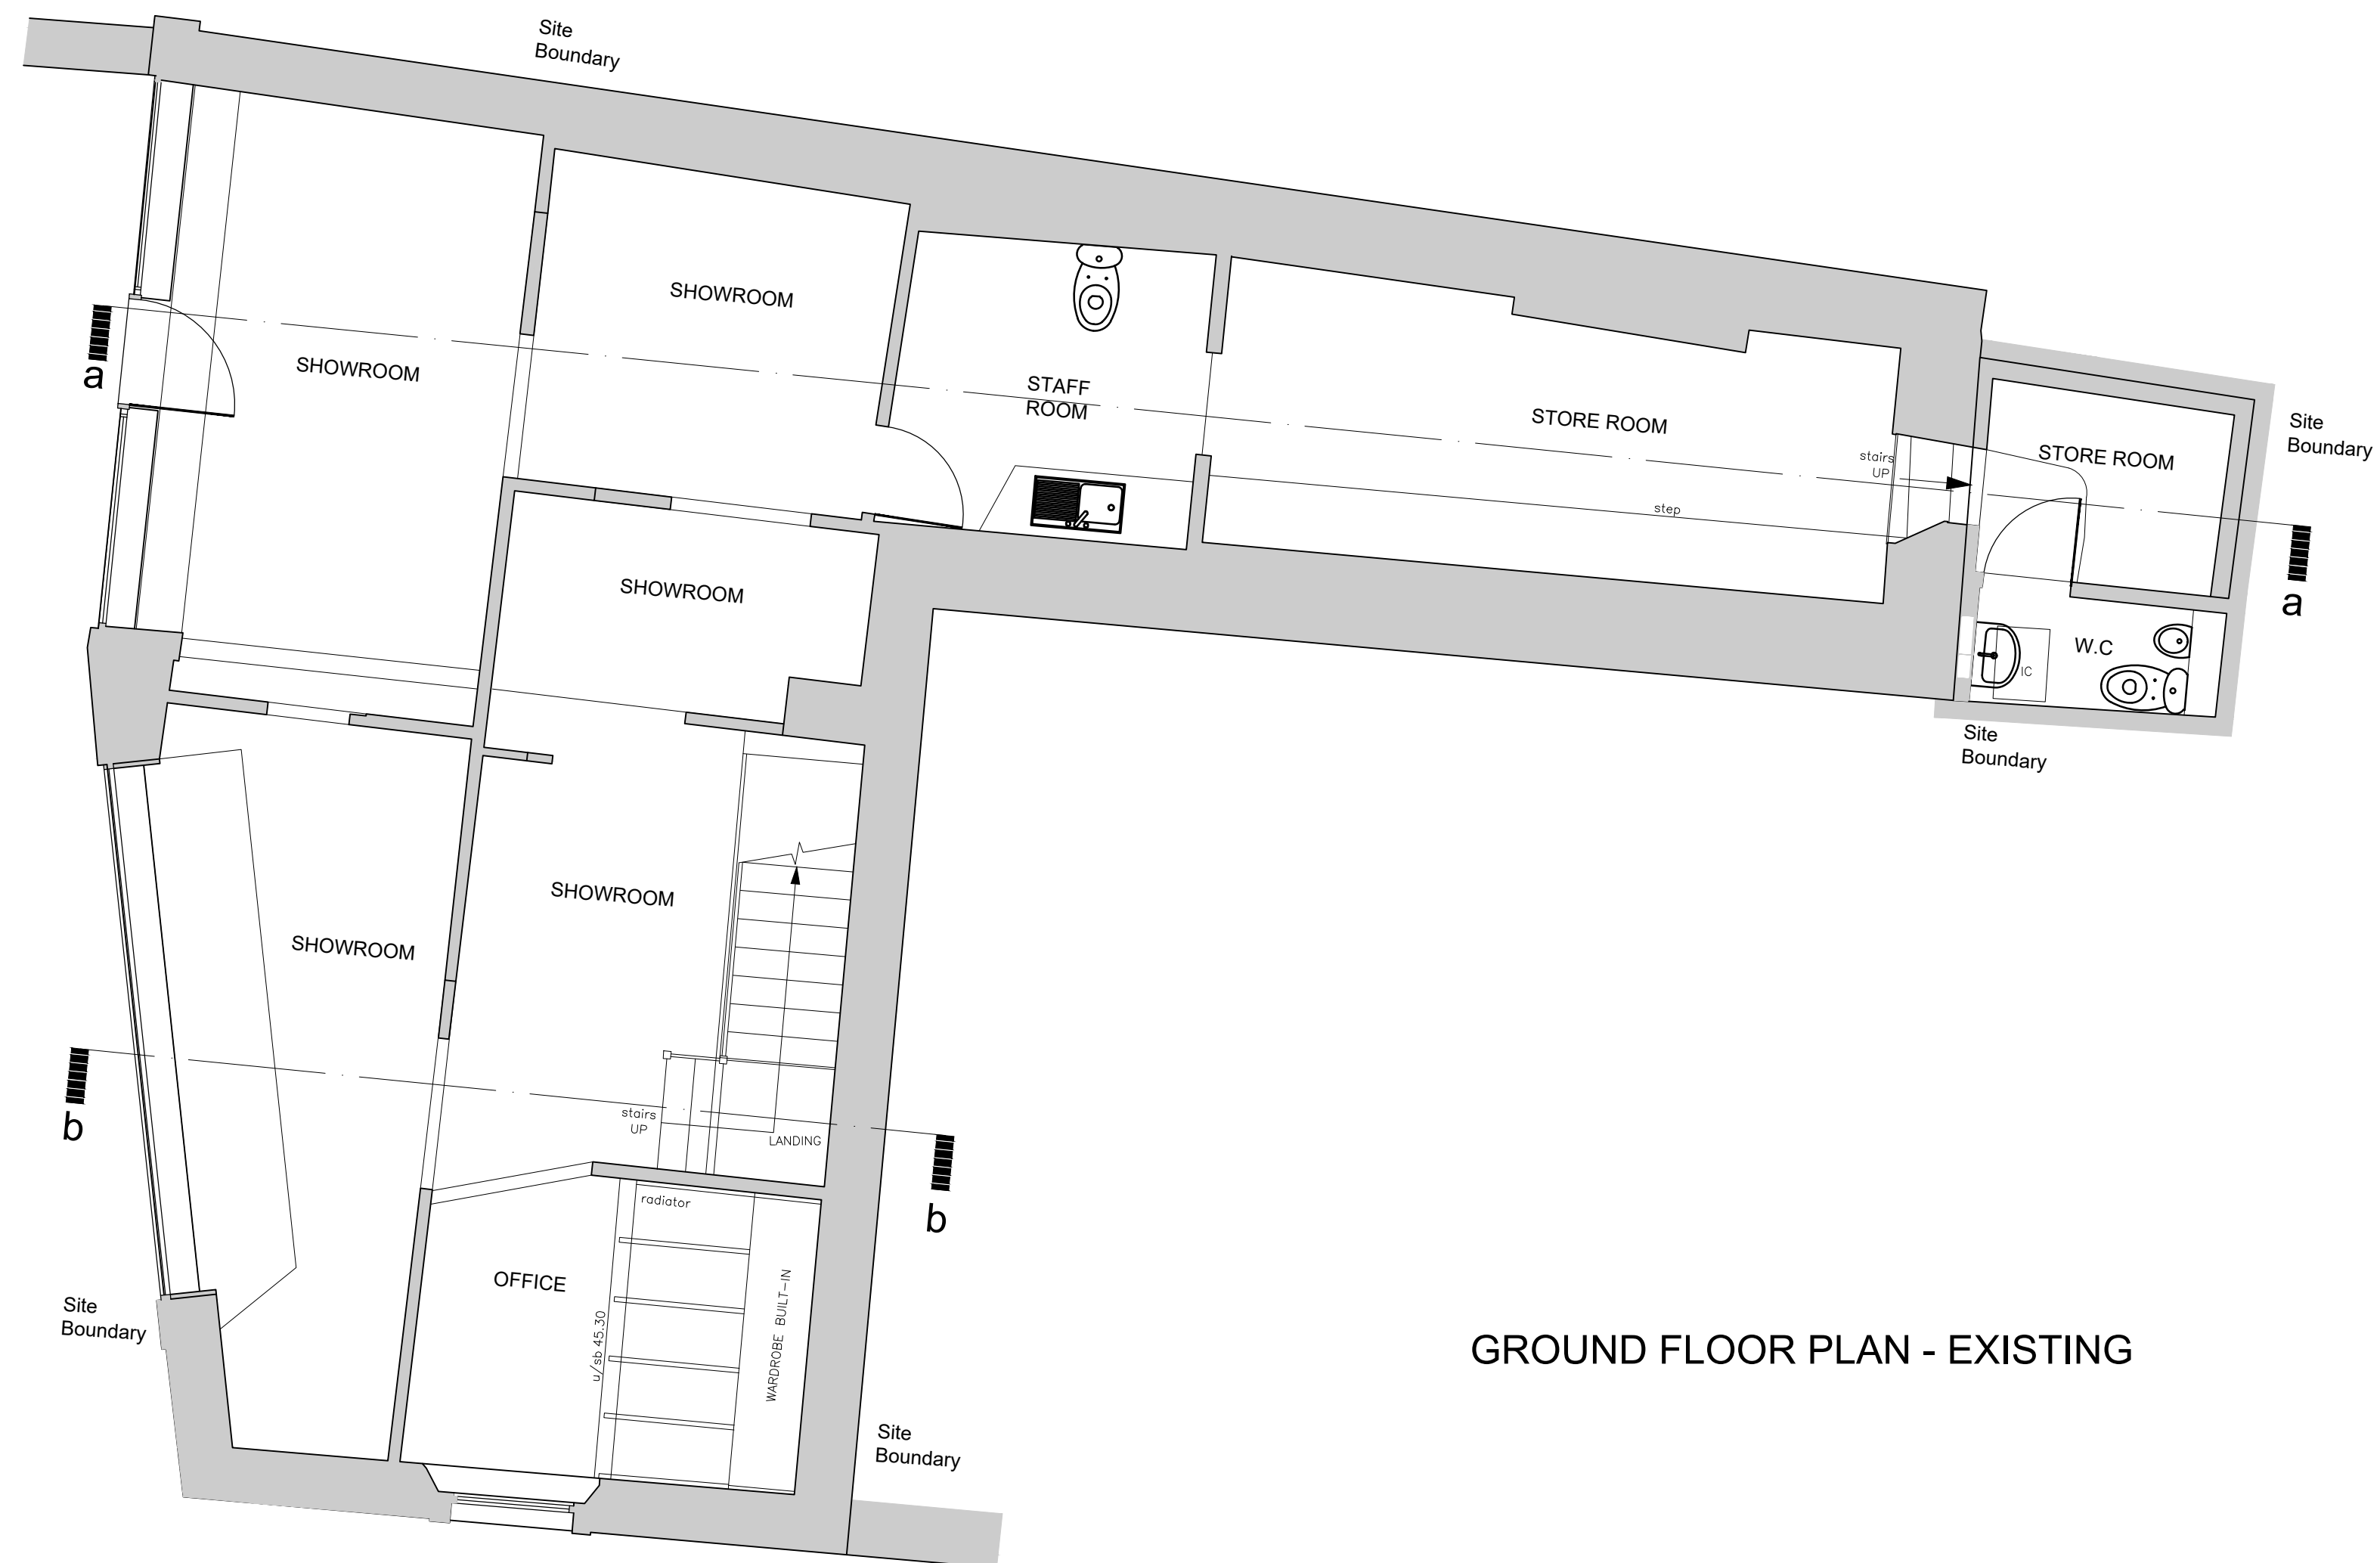 Site
Boundary
SHOWROOM
SHOWROOM
a
STAFF
ROOM
STORE ROOM
Site
Boundary
STORE ROOM
stairs
UP
step
a
SHOWROOM
W.C
IC
Site
Boundary
SHOWROOM
SHOWROOM
b
stairs
UP
LANDING
b
radiator
OFFICE
u/sb 45.30
WARDROBE BUILT-IN
Site
Boundary
GROUND FLOOR PLAN - EXISTING
Site
Boundary